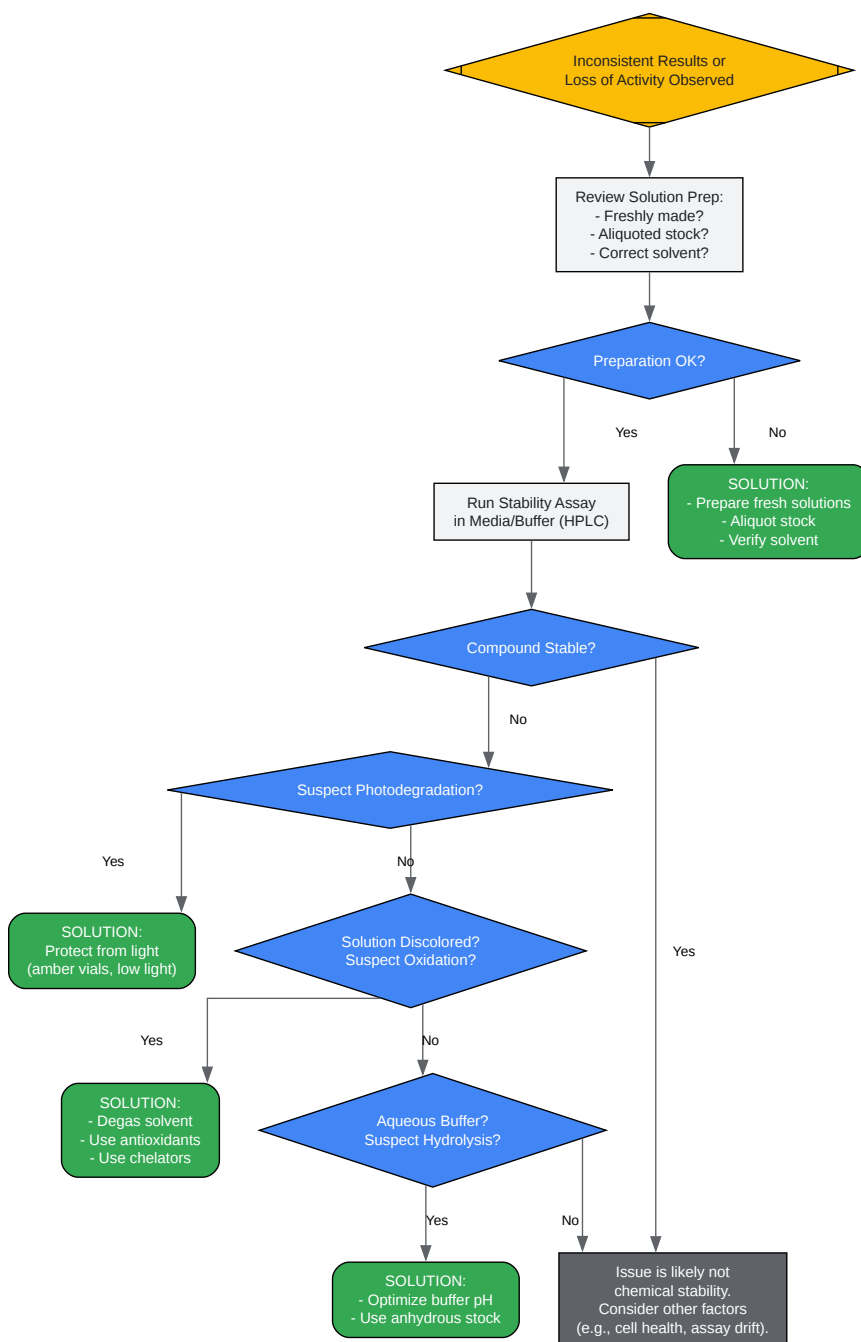 Inconsistent Results or
Loss of Activity Observed
Review Solution Prep:
- Freshly made?
- Aliquoted stock?
- Correct solvent?
Preparation OK?
Yes
No
SOLUTION:
- Prepare fresh solutions
- Aliquot stock
- Verify solvent
Run Stability Assay
in Media/Buffer (HPLC)
Compound Stable?
No
Suspect Photodegradation?
Yes
No
SOLUTION:
Protect from light
(amber vials, low light)
Solution Discolored?
Suspect Oxidation?
Yes
Yes
No
SOLUTION:
- Degas solvent
- Use antioxidants
- Use chelators
Aqueous Buffer?
Suspect Hydrolysis?
Yes
No
SOLUTION:
- Optimize buffer pH
- Use anhydrous stock
Issue is likely not
chemical stability.
Consider other factors
(e.g., cell health, assay drift).